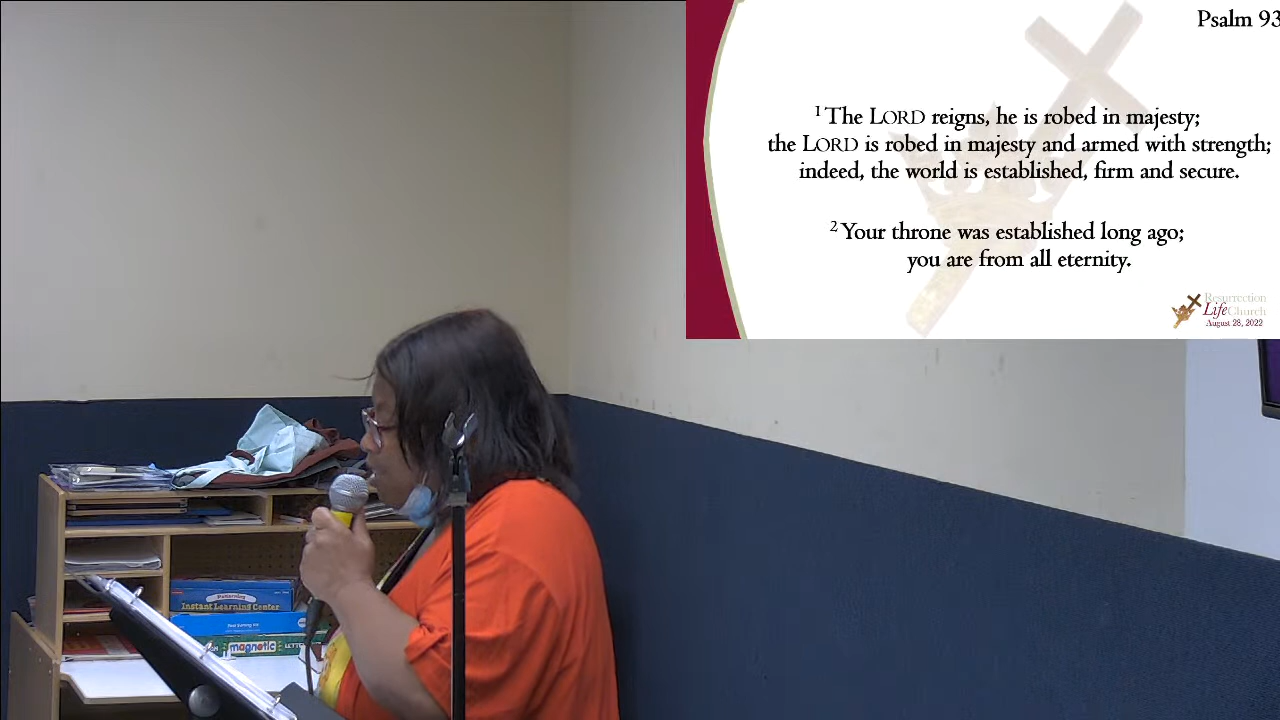 Psalm 93
1 The LORD reigns, he is robed in majesty;
the LORD is robed in majesty and armed with strength;
indeed, the world is established, firm and secure.
2 Your throne was established long ago;
you are from all eternity.
Resurrection
Life Church
August 28, 2022
Patterning
Instant Learning Center
magnetic